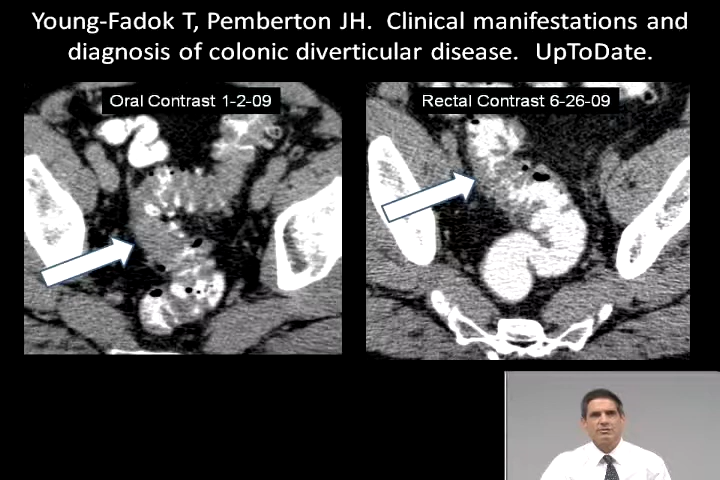 Young-Fadok T, Pemberton JH.  Clinical manifestations and
diagnosis of colonic diverticular disease.  UpToDate.
Oral Contrast 1-2-09
Rectal Contrast 6-26-09